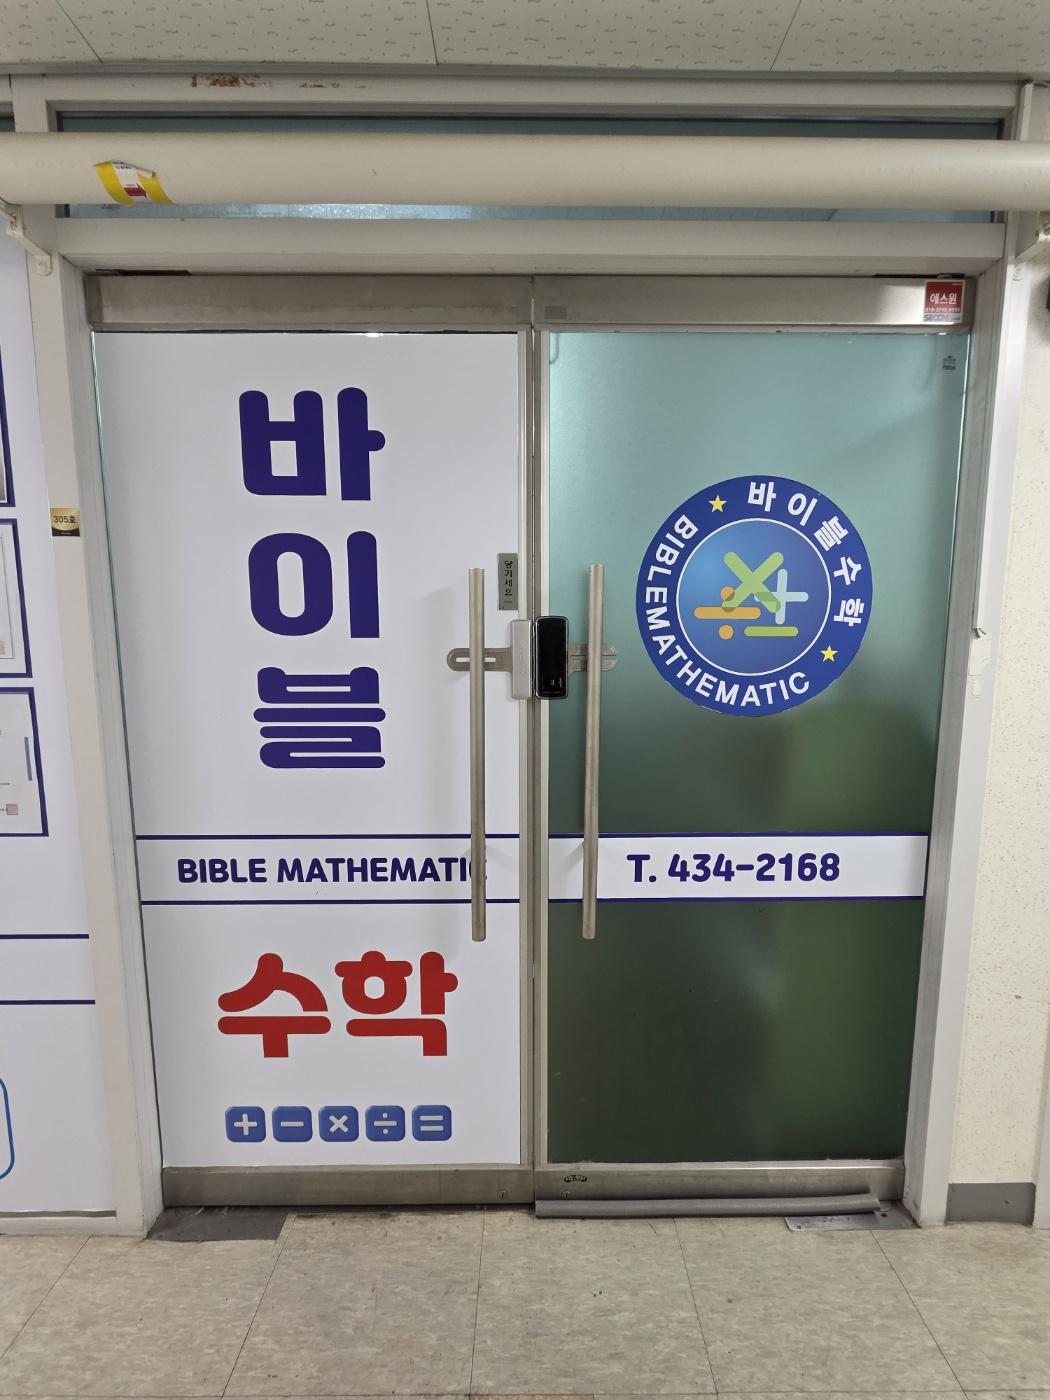 에스원
305호
바
이
블
당기세요
바이블수학
BIBLEMATHEMATIC
BIBLE MATHEMATIC
T. 434-2168
수학
+ − × ÷ =